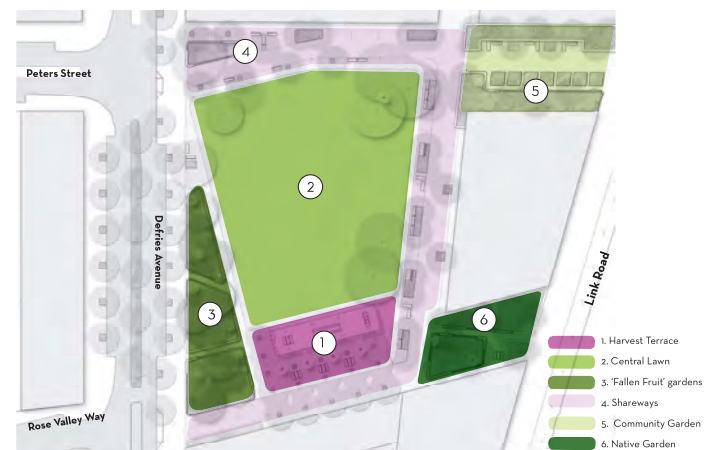 4
Peters Street
5
2
Defries Avenue
Link Road
3
6
1
1. Harvest Terrace
2. Central Lawn
3. 'Fallen Fruit' gardens
4. Shareways
5. Community Garden
6. Native Garden
Rose Valley Way